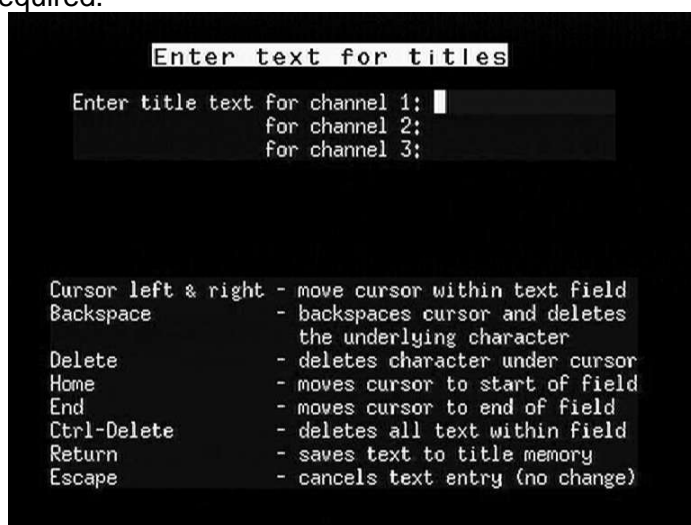 equired.
Enter text for titles
Enter title text for channel 1:
for channel 2:
for channel 3:
Cursor left & right - move cursor within text field
Backspace - backspaces cursor and deletes
the underlying character
Delete - deletes character under cursor
Home - moves cursor to start of field
End - moves cursor to end of field
Ctrl-Delete - deletes all text within field
Return - saves text to title memory
Escape - cancels text entry (no change)